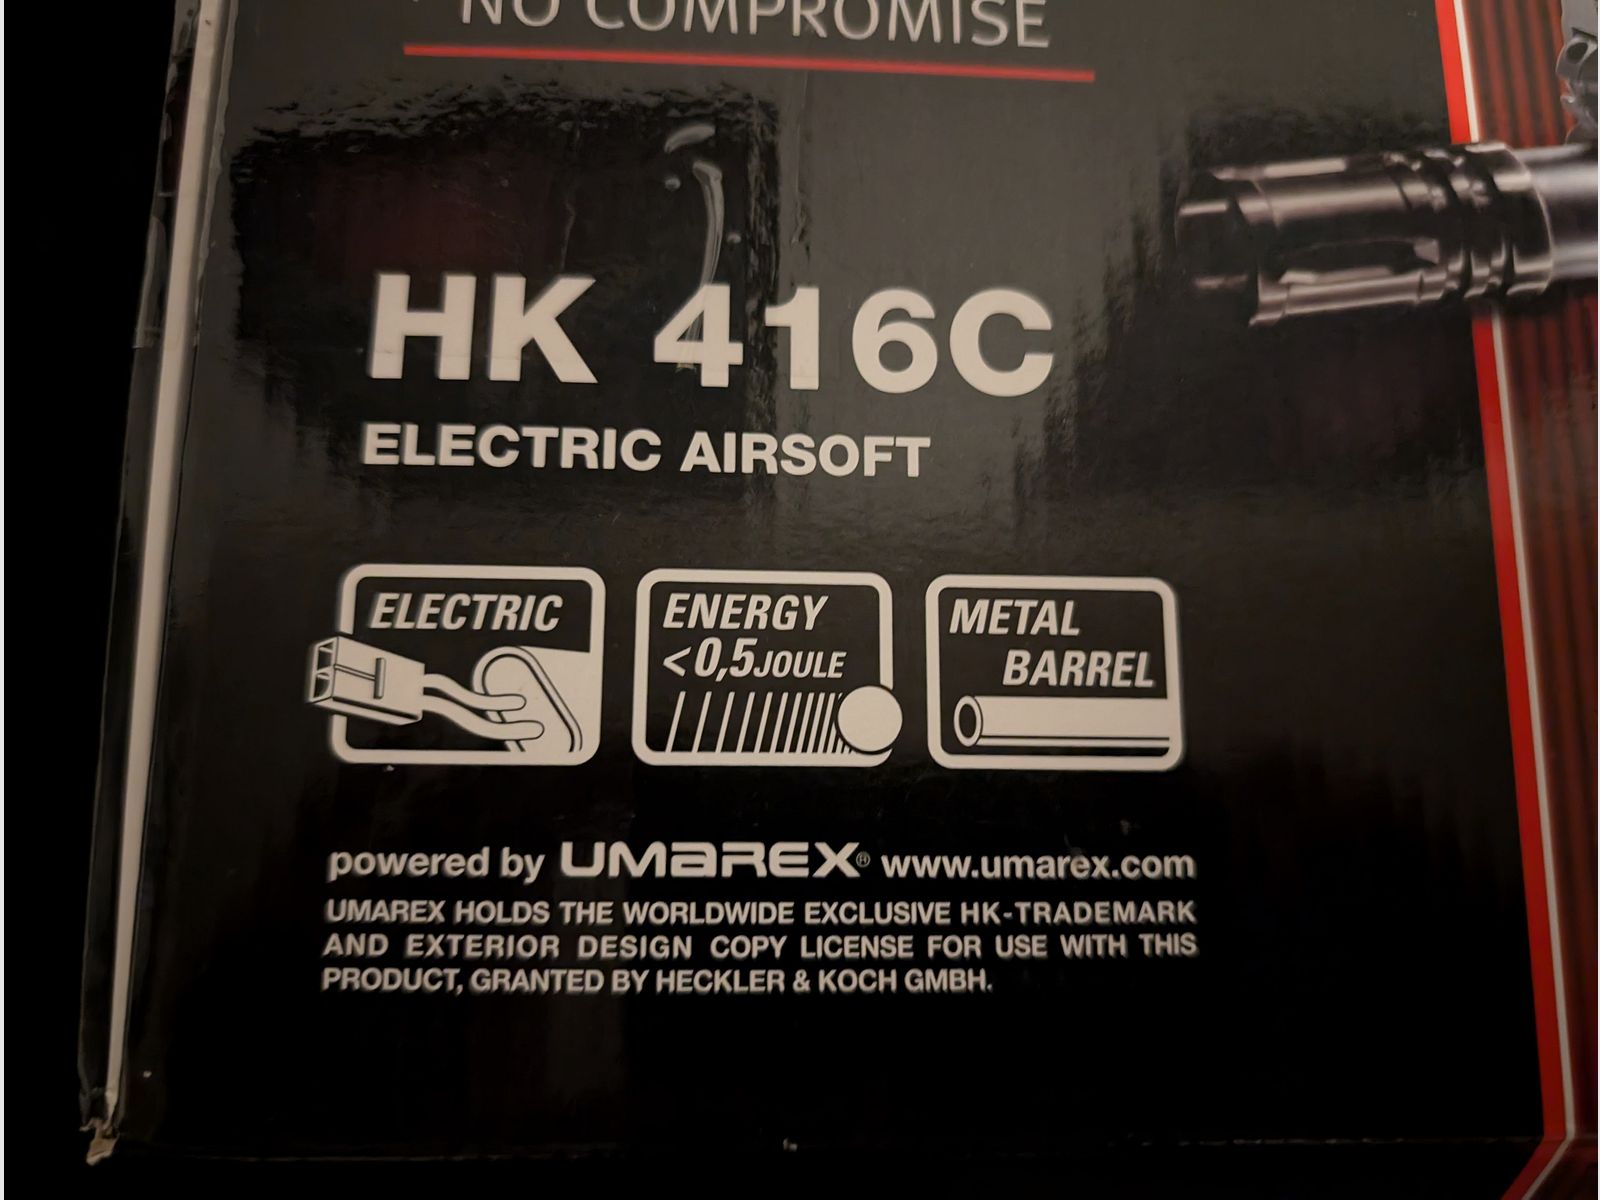 NO COMPROMISE
HK 416C
ELECTRIC AIRSOFT
ELECTRIC
ENERGY
<0,5 JOULE
METAL
BARREL
powered by UMAREX® www.umarex.com
UMAREX HOLDS THE WORLDWIDE EXCLUSIVE HK-TRADEMARK
AND EXTERIOR DESIGN COPY LICENSE FOR USE WITH THIS
PRODUCT, GRANTED BY HECKLER & KOCH GMBH.